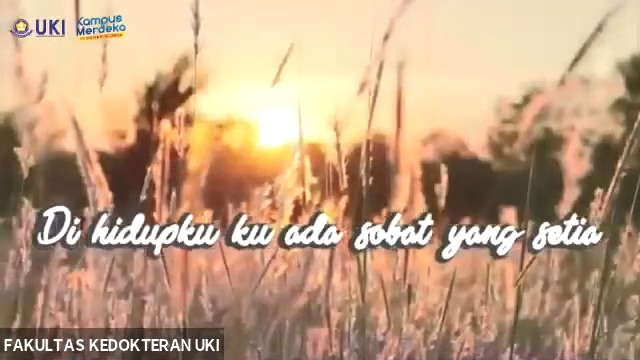 UKI
Kampus
Merdeka
Di hidupku ku ada sobat yang setia
FAKULTAS KEDOKTERAN UKI